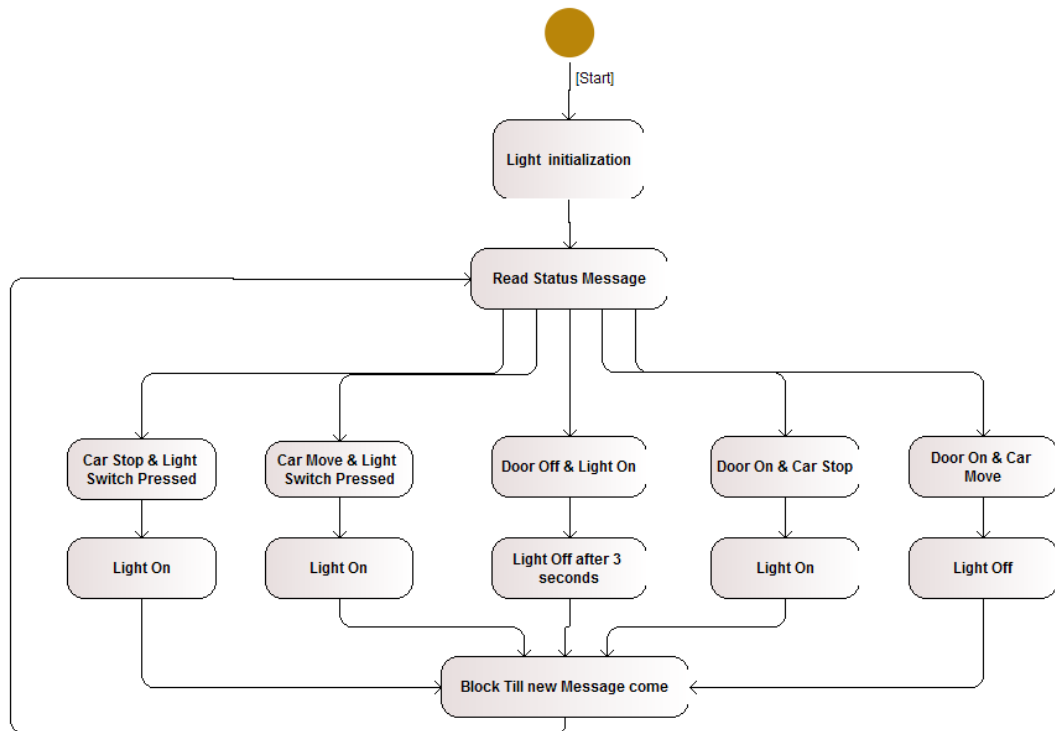 [Start]
Light initialization
Read Status Message
Car Stop & Light
Switch Pressed
Car Move & Light
Switch Pressed
Door Off & Light On
Door On & Car Stop
Door On & Car
Move
Light On
Light On
Light Off after 3
seconds
Light On
Light Off
Block Till new Message come